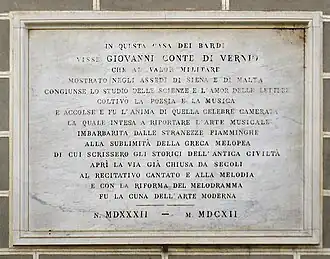 IN QUESTA CASA DEI BARDI
VISSE GIOVANNI CONTE DI VERNIO
CHE AL VALOR MILITARE
MOSTRATO NEGLI ASSEDI DI SIENA E DI MALTA
CONGIUNSE LO STUDIO DELLE SCIENZE E L'AMOR DELLE LETTERE
COLTIVÒ LA POESIA E LA MUSICA
E ACCOLSE E FU L'ANIMA DI QUELLA CELEBRE CAMERATA
LA QUALE INTESA A RIPORTARE L'ARTE MUSICALE
IMBARBARITA DALLE STRANEZZE FIAMMINGHE
ALLA SUBLIMITÀ DELLA GRECA MELOPEA
DI CUI SCRISSERO GLI STORICI DELL'ANTICA CIVILTÀ
APRÌ LA VIA GIÀ CHIUSA DA SECOLI
AL RECITATIVO CANTATO E ALLA MELODIA
E CON LA RIFORMA DEL MELODRAMMA
FU LA CUNA DELL'ARTE MODERNA
N. MDXXXII — M. MDCXII